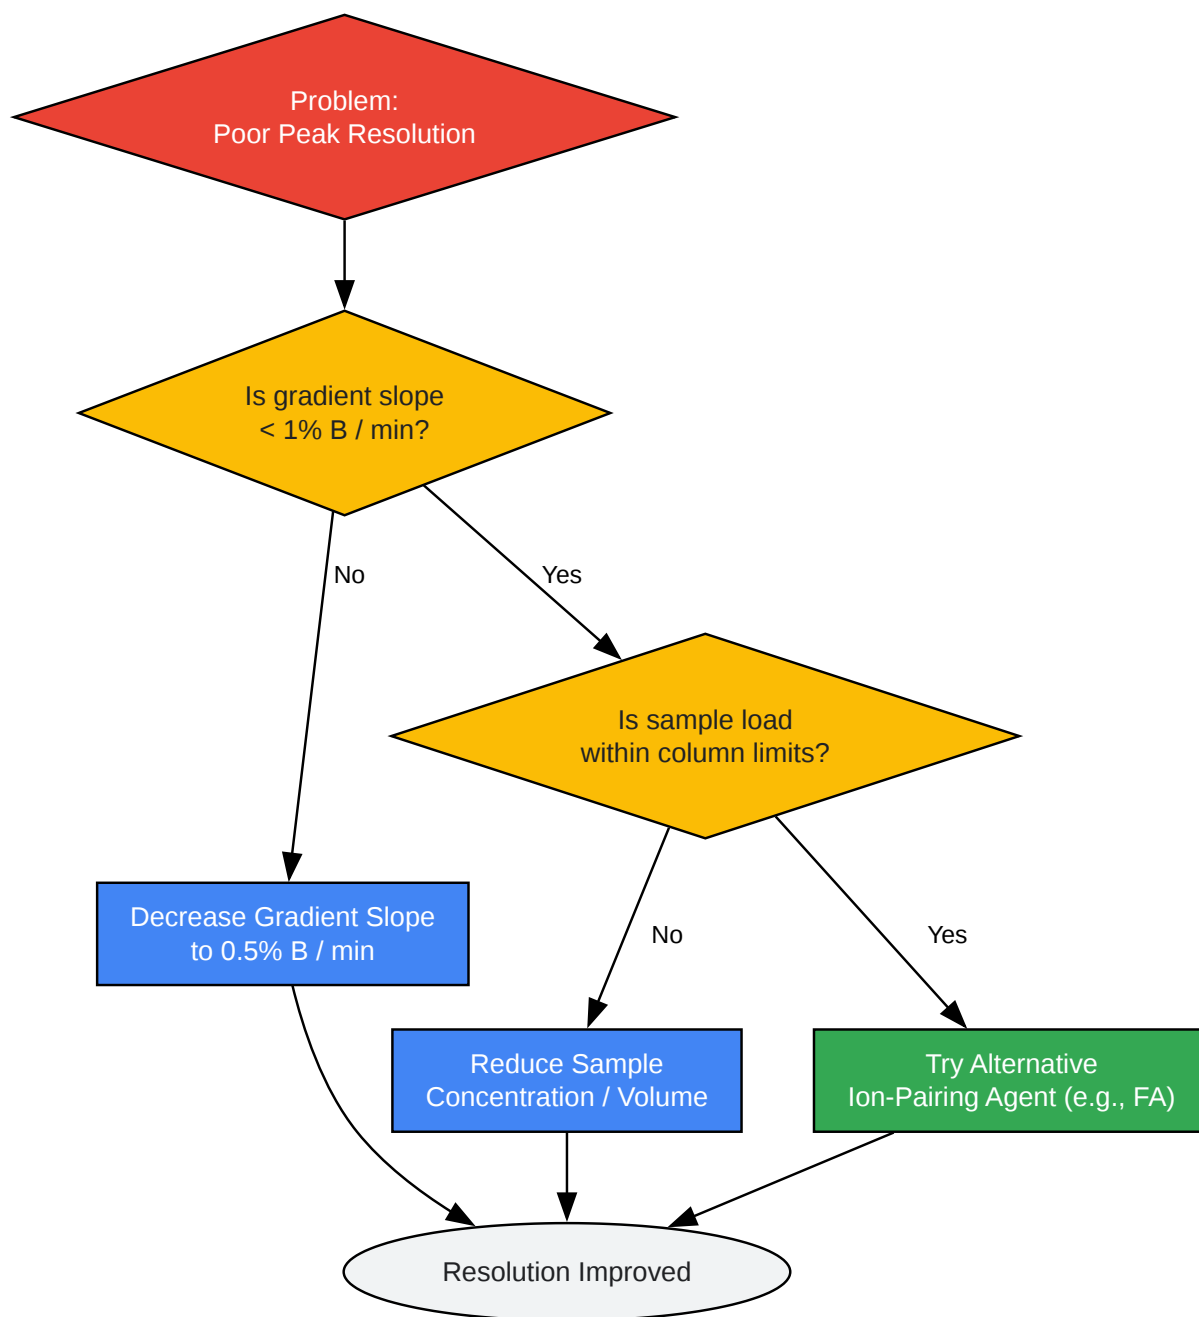 Problem:
Poor Peak Resolution
Is gradient slope
< 1% B / min?
No
Yes
Is sample load
within column limits?
Decrease Gradient Slope
to 0.5% B / min
No
Yes
Reduce Sample
Concentration / Volume
Try Alternative
Ion-Pairing Agent (e.g., FA)
Resolution Improved